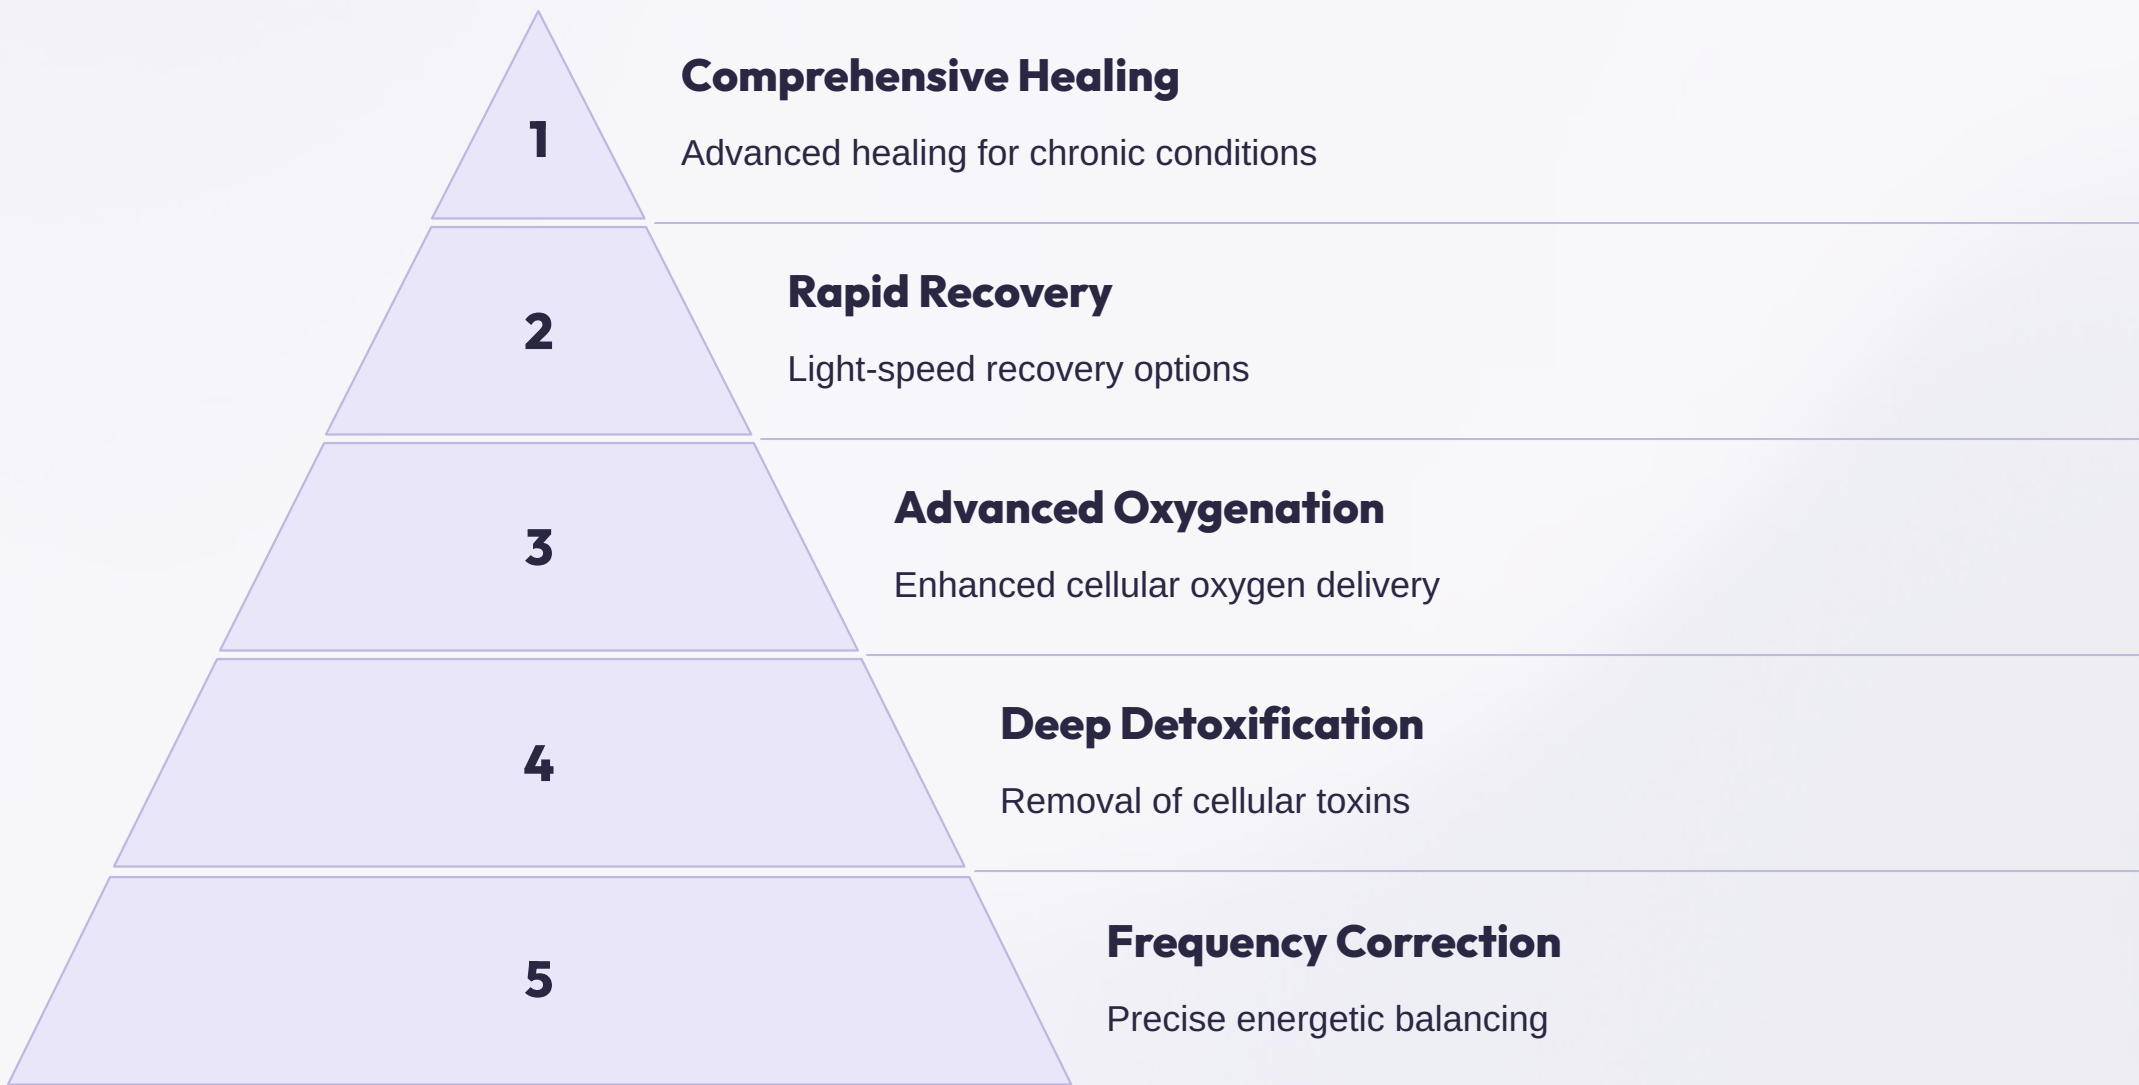 1
Comprehensive Healing
Advanced healing for chronic conditions
2
Rapid Recovery
Light-speed recovery options
3
Advanced Oxygenation
Enhanced cellular oxygen delivery
4
Deep Detoxification
Removal of cellular toxins
5
Frequency Correction
Precise energetic balancing